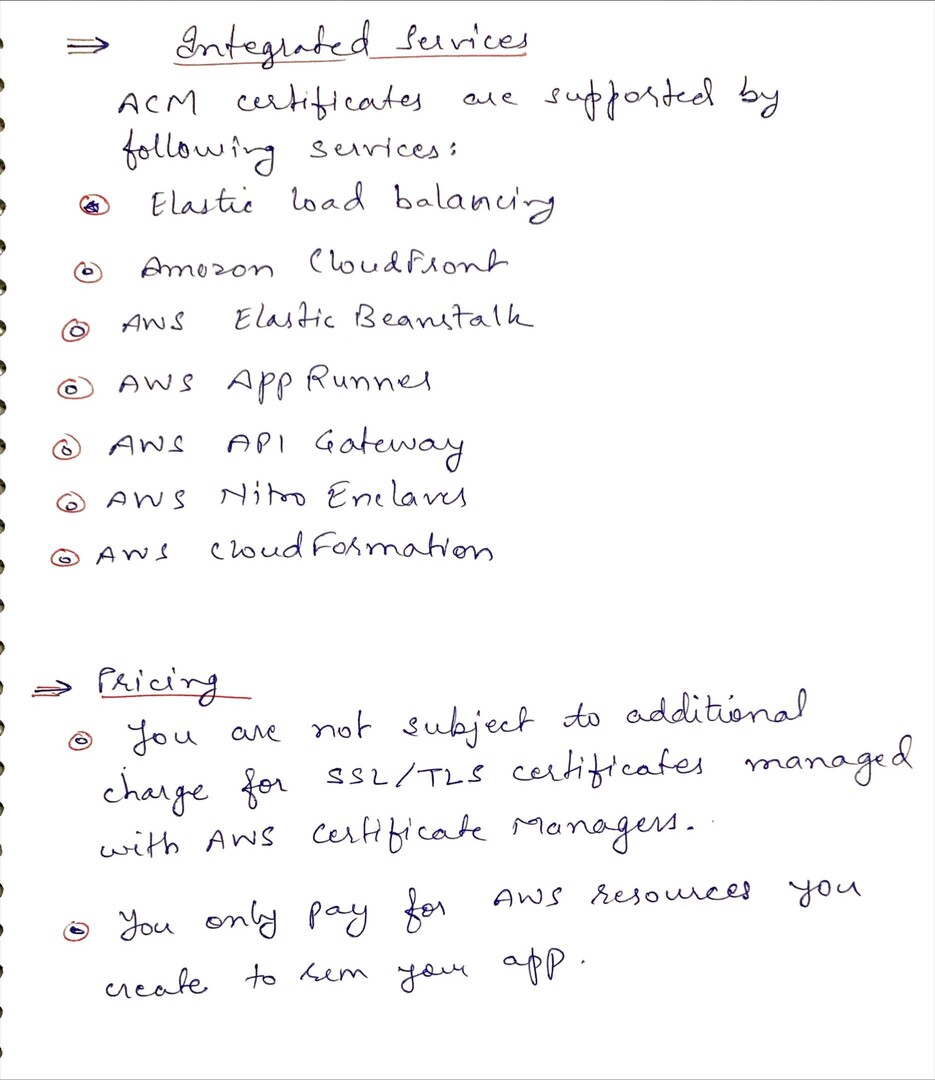 ⇒ Integrated Services
ACM certificates are supported by
following services:
Elastic load balancing
Amazon CloudFront
AWS Elastic Beanstalk
AWS App Runner
AWS API Gateway
AWS Nitro Enclaves
AWS CloudFormation
⇒ Pricing
You are not subject to additional
charge for SSL/TLS certificates managed
with AWS Certificate Managers.
You only pay for AWS resources you
create to run your app.